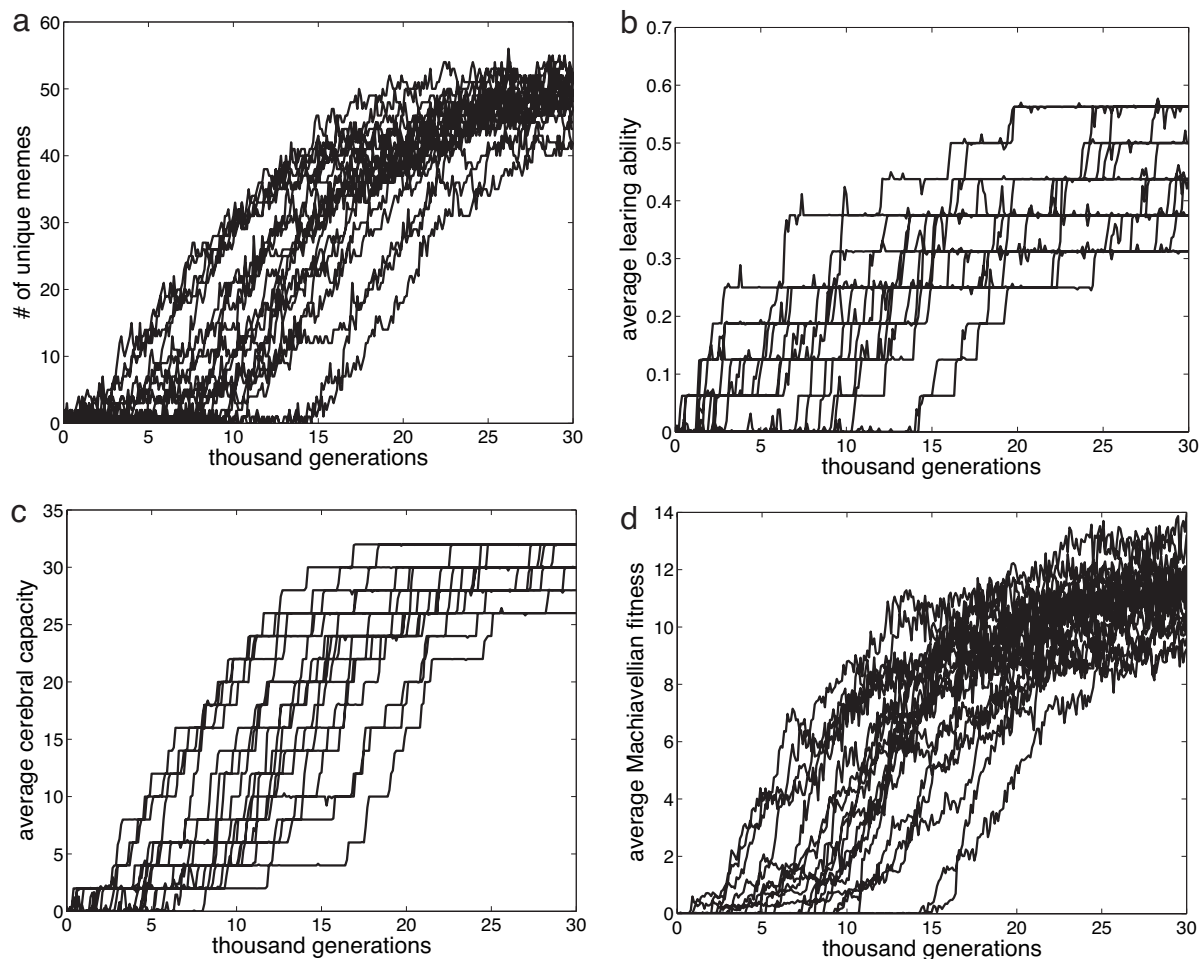 a
60
50
40
30
20
10
0
# of unique memes
0 5 10 15 20 25 30
thousand generations
b
0.7
0.6
0.5
0.4
0.3
0.2
0.1
0
average learing ability
0 5 10 15 20 25 30
thousand generations
c
35
30
25
20
15
10
5
0
average cerebral capacity
0 5 10 15 20 25 30
thousand generations
d
14
12
10
8
6
4
2
0
average Machiavellian fitness
0 5 10 15 20 25 30
thousand generations